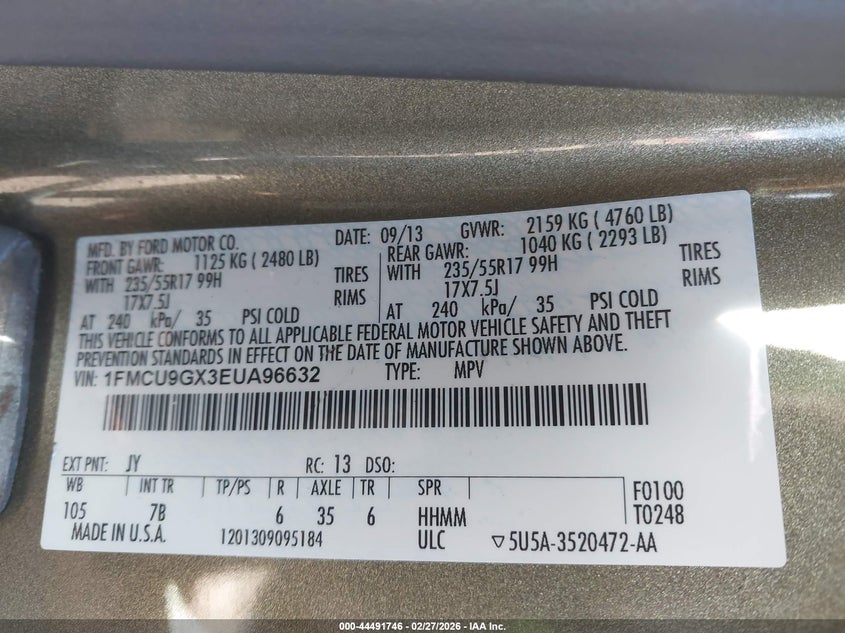 MFD. BY FORD MOTOR CO. DATE: 09/13 GVWR: 2159 KG ( 4760 LB)
FRONT GAWR: 1125 KG ( 2480 LB) REAR GAWR: 1040 KG ( 2293 LB)
WITH 235/55R17 99H TIRES WITH 235/55R17 99H TIRES
17X7.5J RIMS 17X7.5J RIMS
AT 240 kPa/ 35 PSI COLD AT 240 kPa/ 35 PSI COLD
THIS VEHICLE CONFORMS TO ALL APPLICABLE FEDERAL MOTOR VEHICLE SAFETY AND THEFT
PREVENTION STANDARDS IN EFFECT ON THE DATE OF MANUFACTURE SHOWN ABOVE.
VIN: 1FMCU9GX3EUA96632 TYPE: MPV
EXT PNT: JY RC: 13 DSO:
WB INT TR TP/PS R AXLE TR SPR F0100
105 7B 6 35 6 HHMM T0248
MADE IN U.S.A. 1201309095184 ULC ▽5U5A-3520472-AA
000-44491746 | 02/27/2026 - IAA Inc.